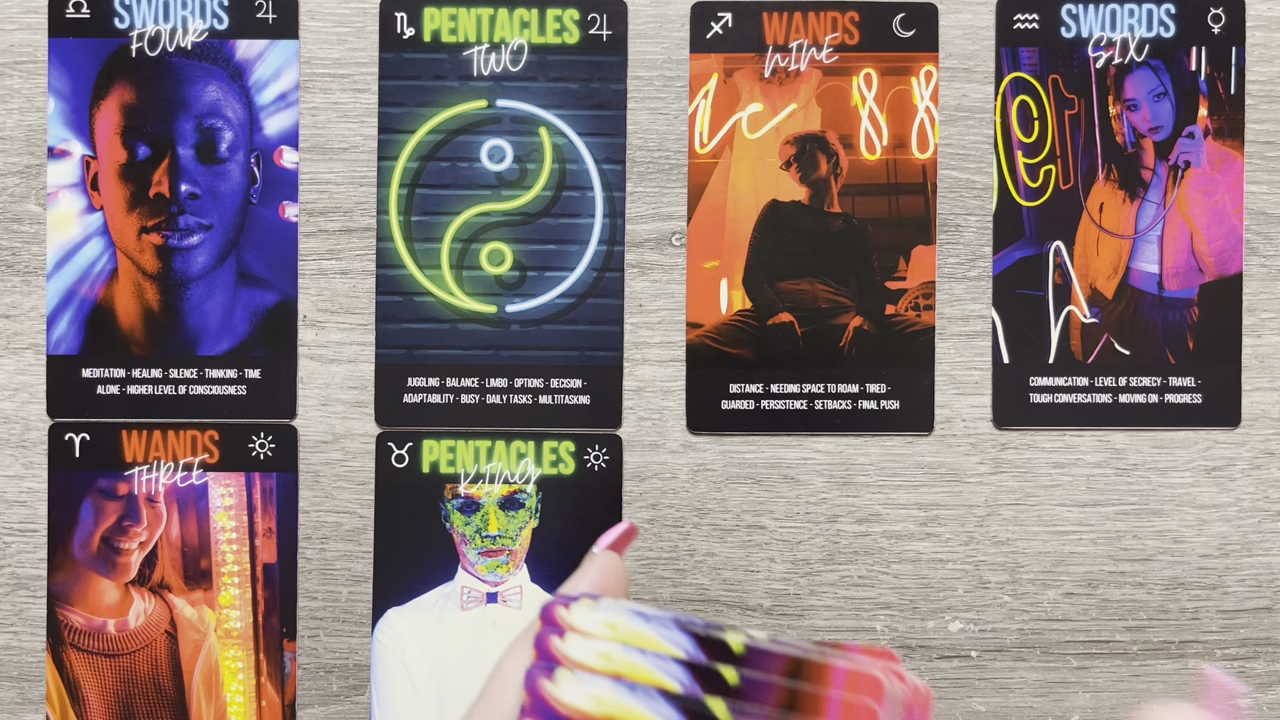 SWORDS
FOUR
MEDITATION - HEALING - SILENCE - THINKING - TIME
ALONE - HIGHER LEVEL OF CONSCIOUSNESS
PENTACLES
TWO
JUGGLING - BALANCE - LIMBO - OPTIONS - DECISION -
ADAPTABILITY - BUSY - DAILY TASKS - MULTITASKING
WANDS
NINE
88
DISTANCE - NEEDING SPACE TO ROAM - TIRED -
GUARDED - PERSISTENCE - SETBACKS - FINAL PUSH
SWORDS
SIX
COMMUNICATION - LEVEL OF SECRECY - TRAVEL -
TOUGH CONVERSATIONS - MOVING ON - PROGRESS
WANDS
THREE
PENTACLES
KING